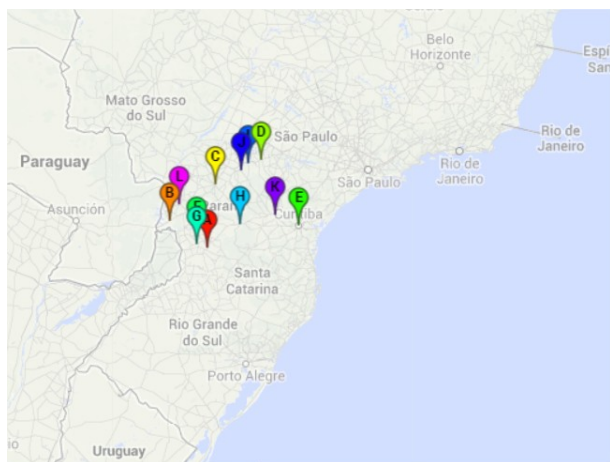 Belo
Horizonte
Espí
San
Mato Grosso
do Sul
São Paulo
Rio de
Janeiro
Paraguay
Rio de
Janeiro
São Paulo
Asunción
Curitiba
Santa
Catarina
Rio Grande
do Sul
Porto Alegre
Uruguay
io
D
J
C
L
B
K
H
E
F
G
A